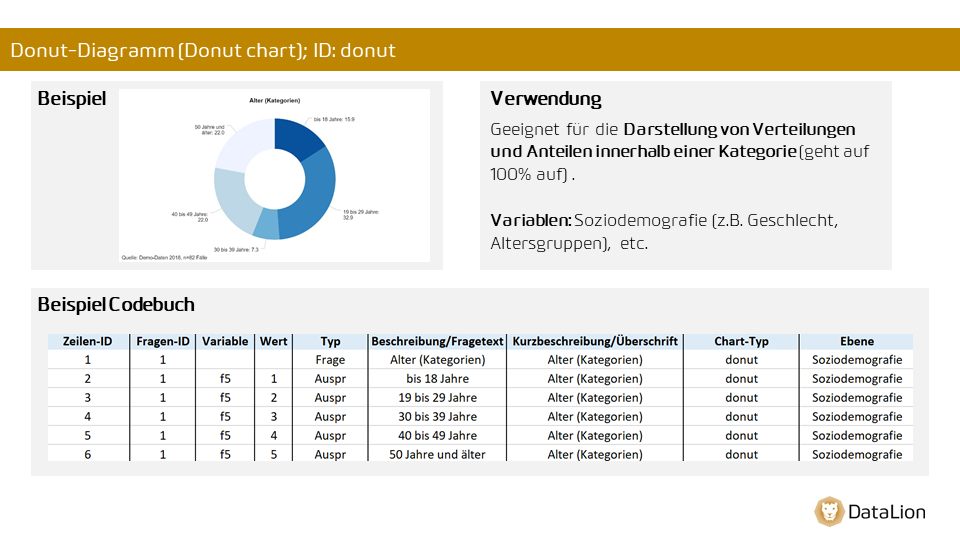 Donut-Diagramm (Donut chart); ID: donut
Beispiel
Alter (Kategorien)
bis 18 Jahre: 15.9
50 Jahre und
älter: 22.0
40 bis 49 Jahre:
22.0
19 bis 29 Jahre:
32.9
30 bis 39 Jahre: 7.3
Quelle: Demo-Daten 2018, n=82 Fälle
Verwendung
Geeignet für die Darstellung von Verteilungen
und Anteilen innerhalb einer Kategorie (geht auf
100% auf) .
Variablen: Soziodemografie (z.B. Geschlecht,
Altersgruppen), etc.
Beispiel Codebuch
Zeilen-ID Fragen-ID Variable Wert Typ Beschreibung/Fragetext Kurzbeschreibung/Überschrift Chart-Typ Ebene
1 1 Frage Alter (Kategorien) Alter (Kategorien) donut Soziodemografie
2 1 f5 1 Auspr bis 18 Jahre Alter (Kategorien) donut Soziodemografie
3 1 f5 2 Auspr 19 bis 29 Jahre Alter (Kategorien) donut Soziodemografie
4 1 f5 3 Auspr 30 bis 39 Jahre Alter (Kategorien) donut Soziodemografie
5 1 f5 4 Auspr 40 bis 49 Jahre Alter (Kategorien) donut Soziodemografie
6 1 f5 5 Auspr 50 Jahre und älter Alter (Kategorien) donut Soziodemografie
DataLion